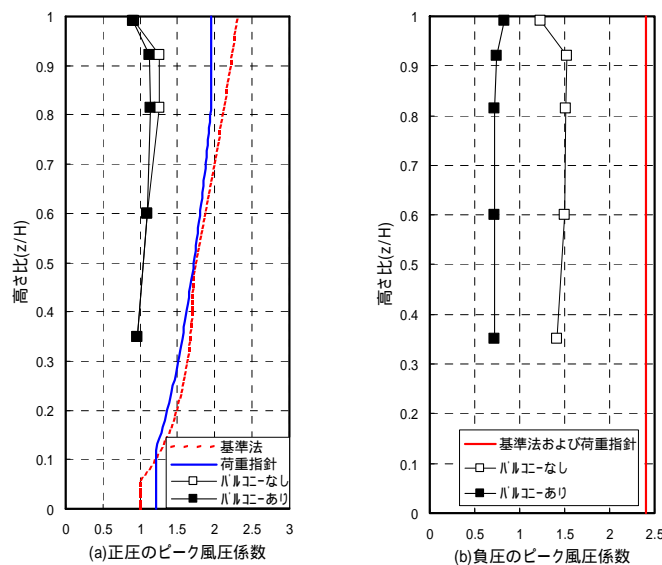 1
0.9
0.8
0.7
0.6
0.5
0.4
0.3
0.2
0.1
0
高さ比(z/H)
基準法
荷重指針
バルコニーなし
バルコニーあり
0 0.5 1 1.5 2 2.5 3
(a)正圧のピーク風圧係数
1
0.9
0.8
0.7
0.6
0.5
0.4
0.3
0.2
0.1
0
高さ比(z/H)
基準法および荷重指針
バルコニーなし
バルコニーあり
0 0.5 1 1.5 2 2.5
(b)負圧のピーク風圧係数